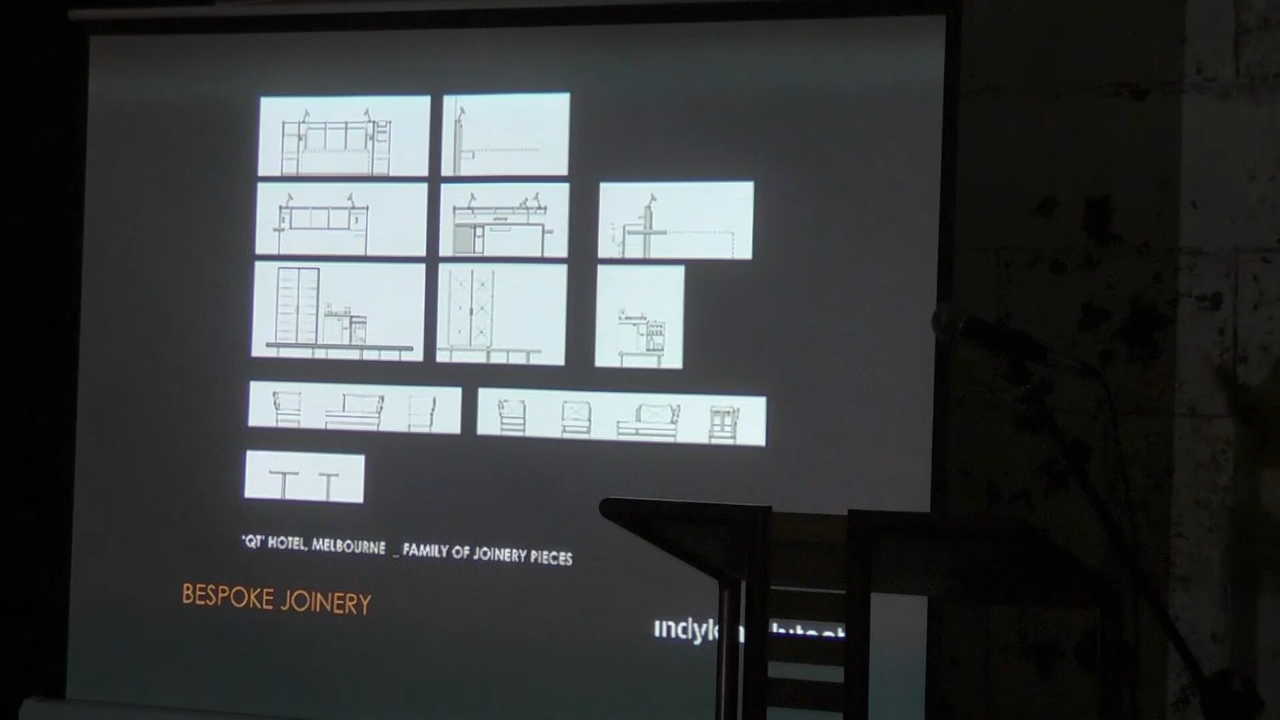 'QT' HOTEL, MELBOURNE _ FAMILY OF JOINERY PIECES
BESPOKE JOINERY